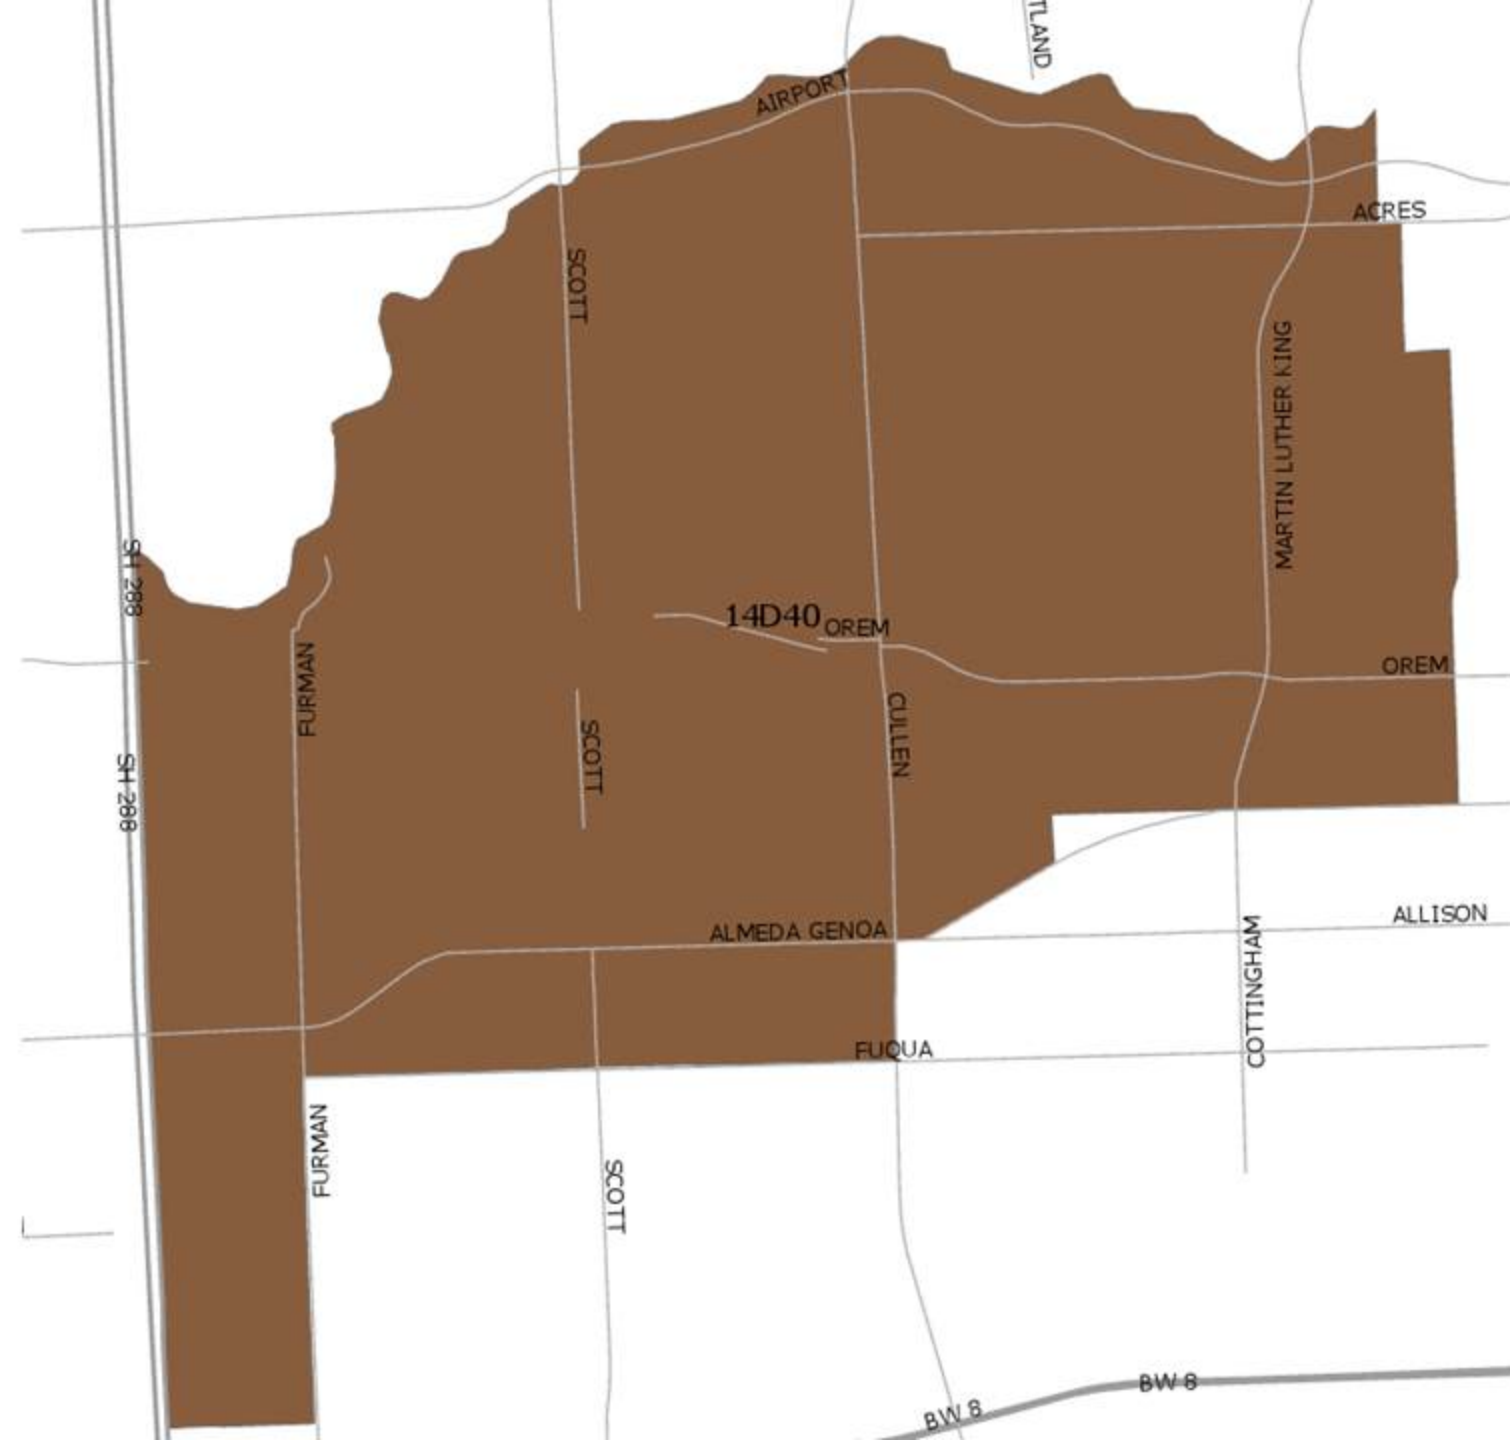 TLAND
AIRPORT
ACRES
SCOTT
MARTIN LUTHER KING
SH 288
14D40
OREM
OREM
FURMAN
CULLEN
SCOTT
SH 288
ALLISON
ALMEDA GENOA
COTTINGHAM
FUQUA
FURMAN
SCOTT
BW 8
BW 8